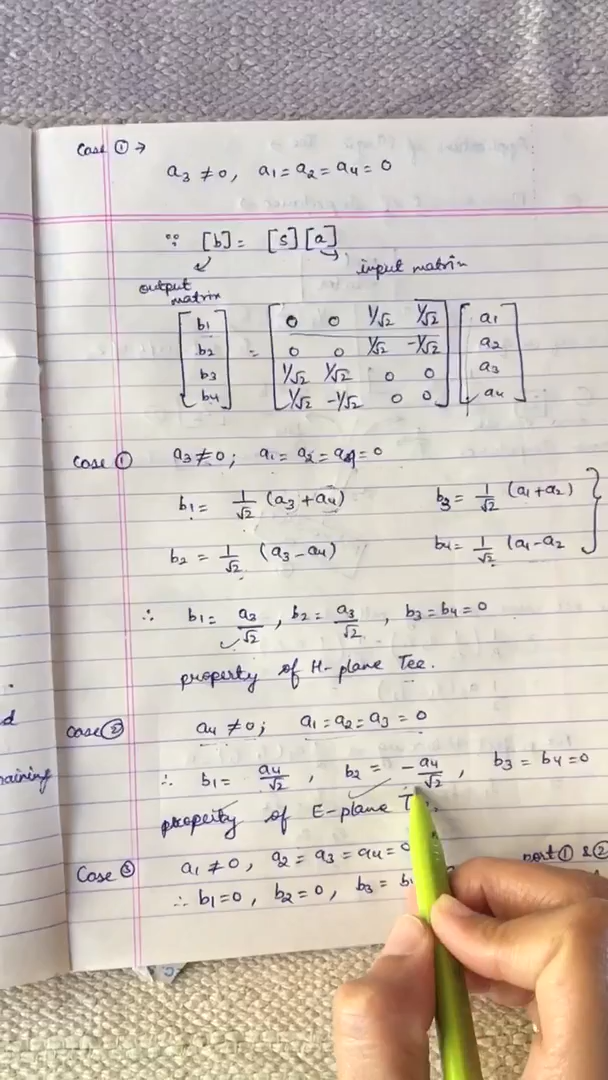 Case ① →
a3 ≠ 0, a1 = a2 = a4 = 0
∵ [b] = [s][a]
output matrix
input matrix
[b1 b2 b3 b4] = [0 0 1/√2 1/√2
0 0 1/√2 -1/√2
1/√2 1/√2 0 0
1/√2 -1/√2 0 0] [a1 a2 a3 a4]
Case ① a3 ≠ 0; a1 = a2 = a4 = 0
b1 = 1/√2 (a3 + a4) b3 = 1/√2 (a1 + a2)
b2 = 1/√2 (a3 - a4) b4 = 1/√2 (a1 - a2
∴ b1 = a3/√2, b2 = a3/√2, b3 = b4 = 0
property of H-plane Tee.
Case ② a4 ≠ 0; a1 = a2 = a3 = 0
∴ b1 = a4/√2, b2 = -a4/√2, b3 = b4 = 0
property of E-plane
Case ③ a1 ≠ 0, a2 = a3 = a4 = 0 port ① & ②
∴ b1 = 0, b2 = 0, b3 =
d